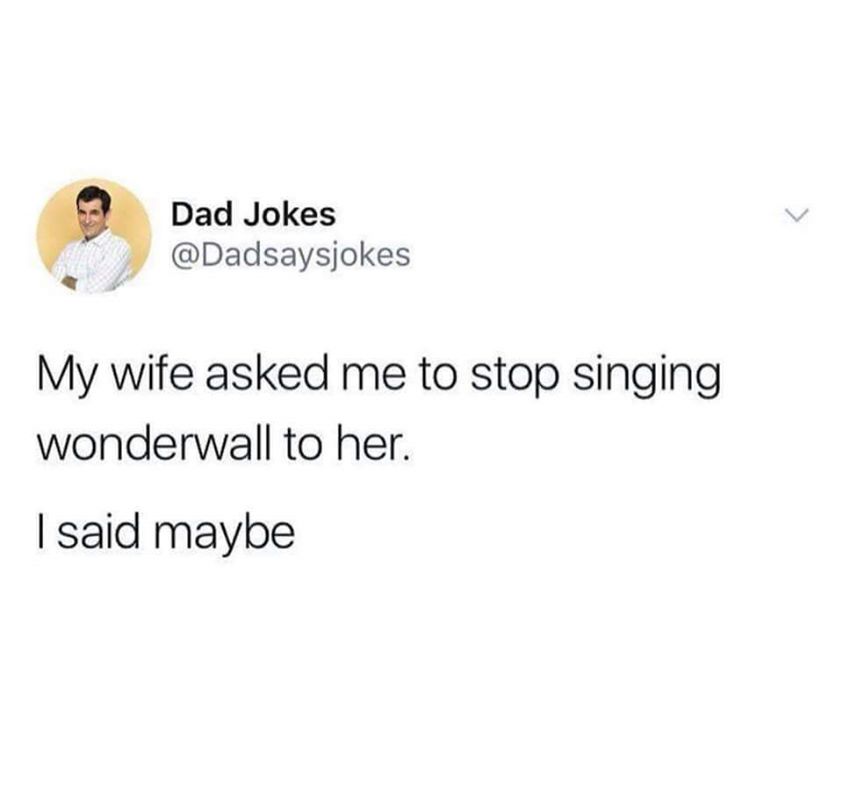 Dad Jokes
@Dadsaysjokes
My wife asked me to stop singing
wonderwall to her.
I said maybe